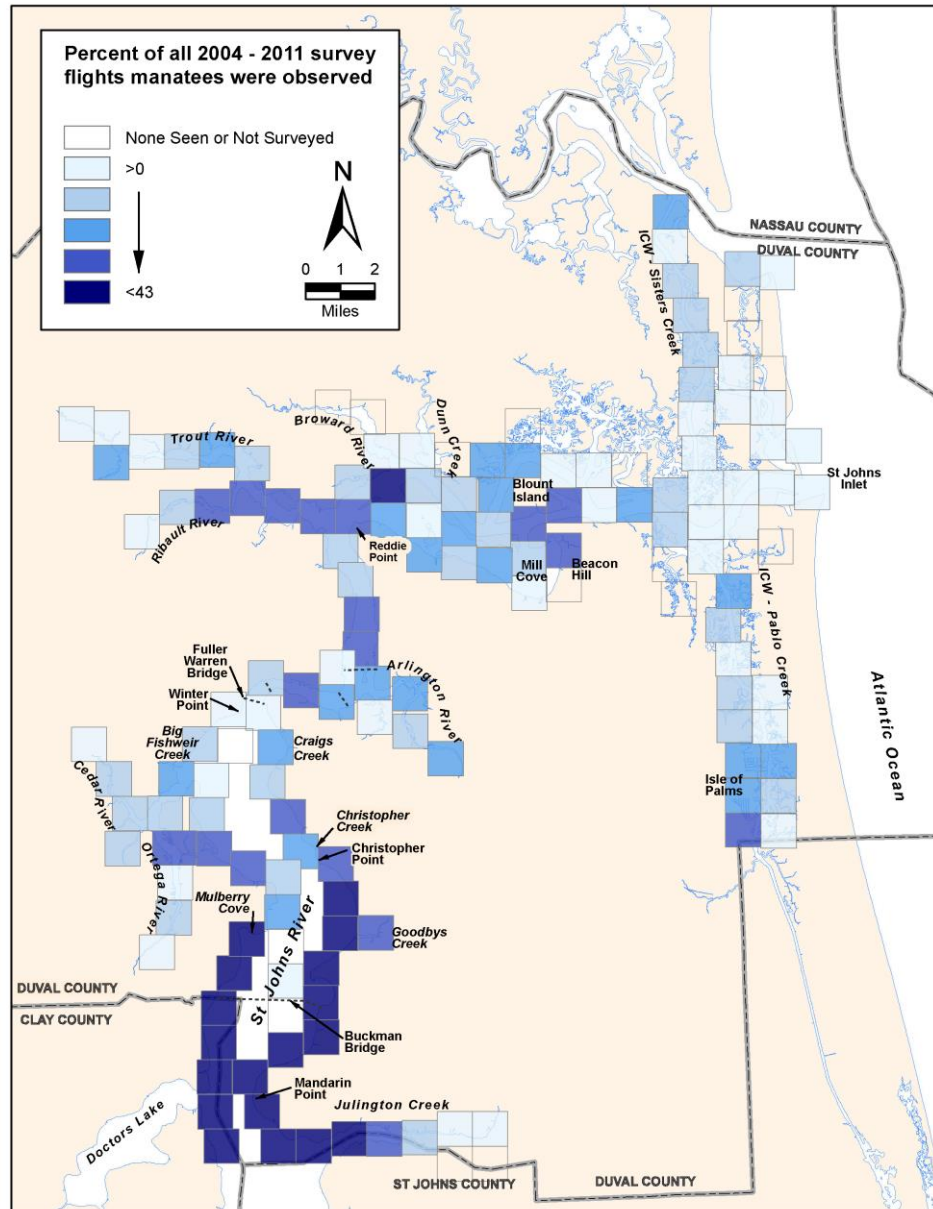 Percent of all 2004 - 2011 survey
flights manatees were observed
None Seen or Not Surveyed
>0
<43
N
0 1 2
Miles
NASSAU COUNTY
DUVAL COUNTY
ICW - Sisters Creek
Trout River
Broward River
Dunn Creek
Blount
Island
St Johns
Inlet
Ribault River
Reddie
Point
Mill
Cove
Beacon
Hill
ICW - Pablo Creek
Fuller
Warren
Bridge
Winter
Point
Arlington River
Big
Fishweir
Creek
Craigs
Creek
Cedar River
Atlantic Ocean
Isle of
Palms
Christopher
Creek
Christopher
Point
Ortega River
Mulberry
Cove
Goodbys
Creek
St Johns River
DUVAL COUNTY
CLAY COUNTY
Buckman
Bridge
Mandarin
Point
Julington Creek
Doctors Lake
ST JOHNS COUNTY
DUVAL COUNTY